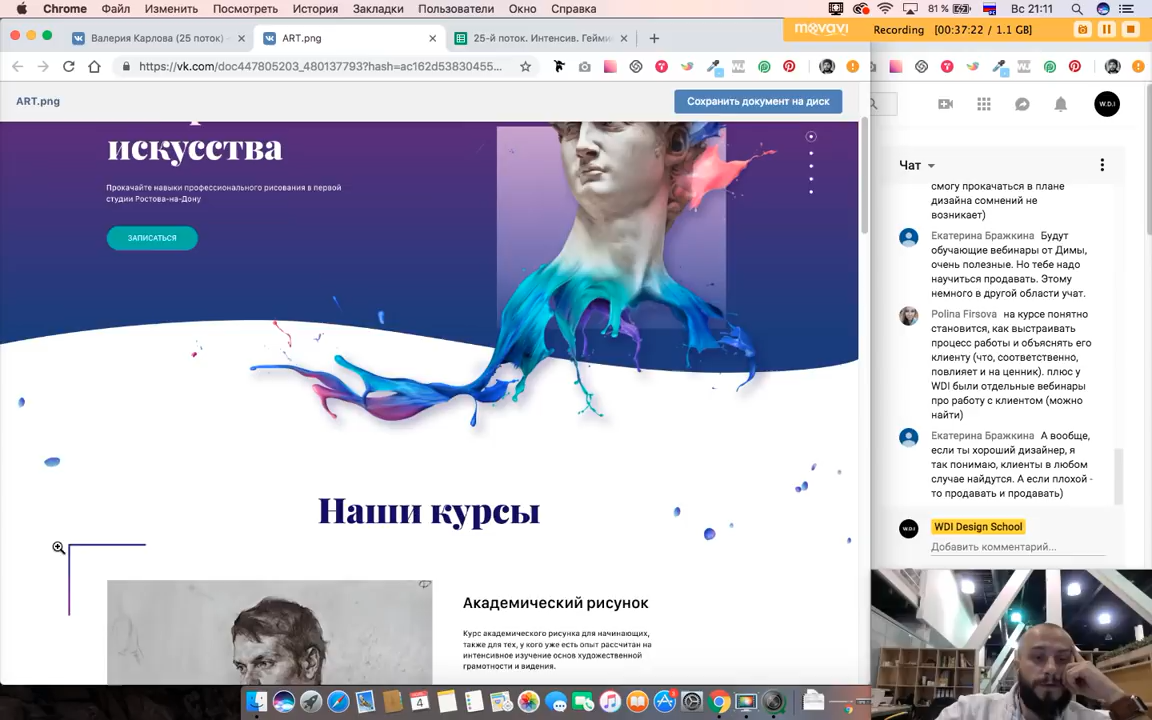 Chrome Файл Изменить Посмотреть История Закладки Пользователи Окно Справка
81 % Вс 21:11
movavi Recording [00:37:22 / 1.1 GB]
Валерия Карлова (25 поток)
ART.png
25-й поток. Интенсив. Гейми
https://vk.com/doc447805203_480137793?hash=ac162d53830455...
ART.png
Сохранить документ на диск
искусства
Прокачайте навыки профессионального рисования в первой
студии Ростова-на-Дону
ЗАПИСАТЬСЯ
Наши курсы
Академический рисунок
Курс академического рисунка для начинающих,
также для тех, у кого уже есть опыт рассчитан на
интенсивное изучение основ художественной
грамотности и видения.
W.D.I
Чат
смогу прокачаться в плане
дизайна сомнений не
возникает)
Екатерина Бражкина Будут
обучающие вебинары от Димы,
очень полезные. Но тебе надо
научиться продавать. Этому
немного в другой области учат.
Polina Firsova на курсе понятно
становится, как выстраивать
процесс работы и объяснять его
клиенту (что, соответственно,
повлияет и на ценник). плюс у
WDI были отдельные вебинары
про работу с клиентом (можно
найти)
Екатерина Бражкина А вообще,
если ты хороший дизайнер, я
так понимаю, клиенты в любом
случае найдутся. А если плохой -
то продавать и продавать)
WDI Design School
Добавить комментарий...